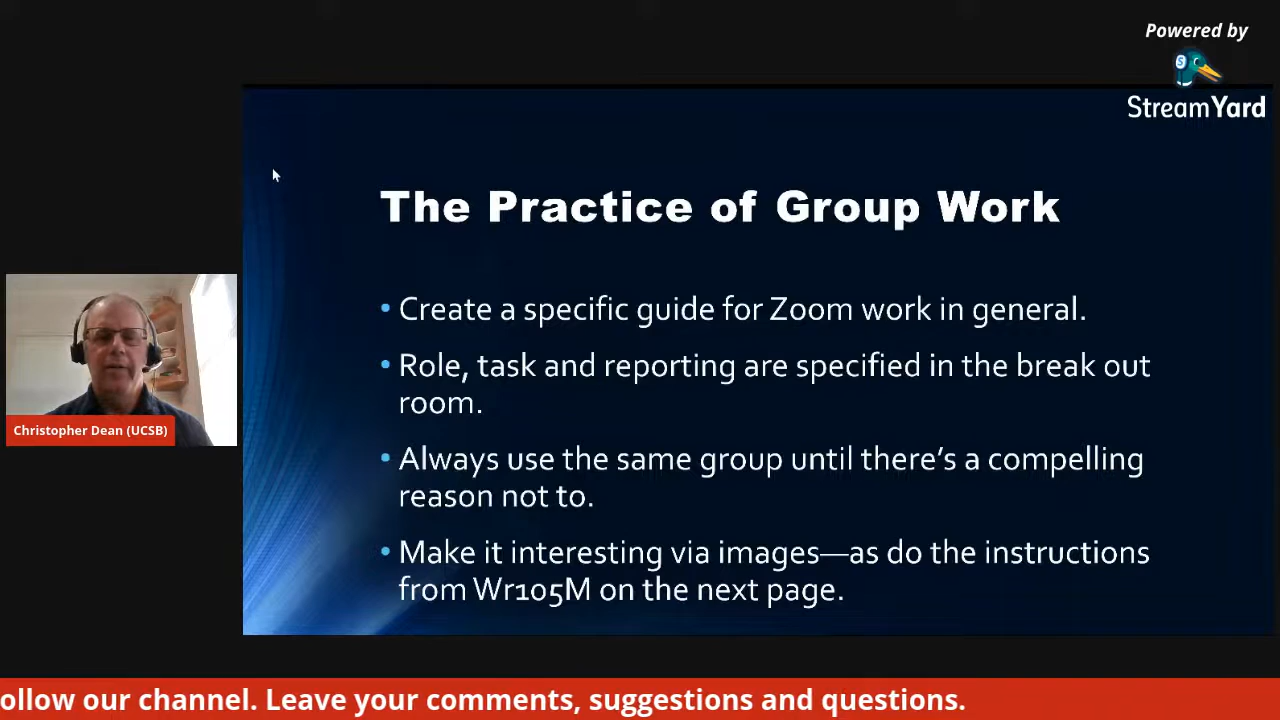 Powered by
StreamYard
The Practice of Group Work
• Create a specific guide for Zoom work in general.
• Role, task and reporting are specified in the break out
room.
• Always use the same group until there's a compelling
reason not to.
• Make it interesting via images—as do the instructions
from Wr105M on the next page.
Christopher Dean (UCSB)
ollow our channel. Leave your comments, suggestions and questions.